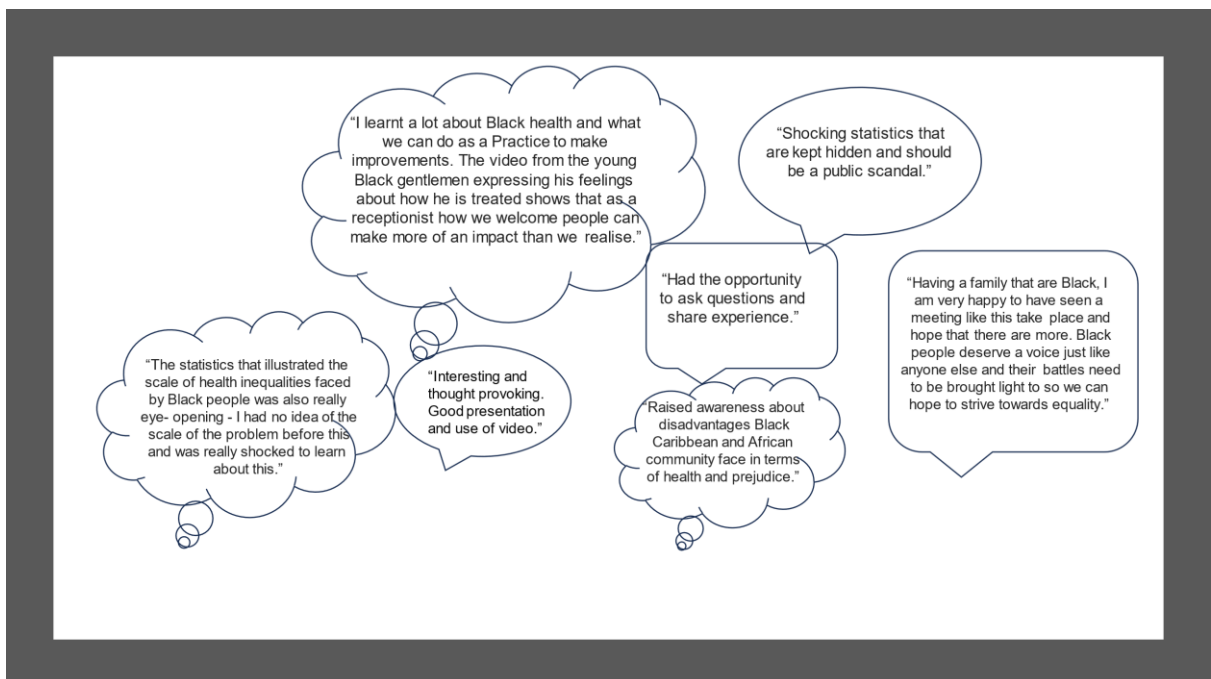 “I learnt a lot about Black health and what
we can do as a Practice to make
improvements. The video from the young
Black gentlemen expressing his feelings
about how he is treated shows that as a
receptionist how we welcome people can
make more of an impact than we realise.”
“Shocking statistics that
are kept hidden and should
be a public scandal.”
“Had the opportunity
to ask questions and
share experience.”
“Having a family that are Black, I
am very happy to have seen a
meeting like this take place and
hope that there are more. Black
people deserve a voice just like
anyone else and their battles need
to be brought light to so we can
hope to strive towards equality.”
“The statistics that illustrated the
scale of health inequalities faced
by Black people was also really
eye- opening - I had no idea of the
scale of the problem before this
and was really shocked to learn
about this.”
“Interesting and
thought provoking.
Good presentation
and use of video.”
“Raised awareness about
disadvantages Black
Caribbean and African
community face in terms
of health and prejudice.”